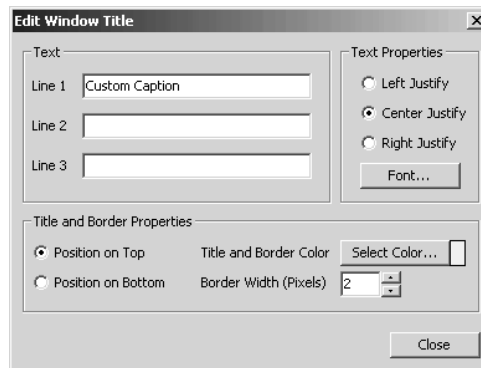 Edit Window Title
Text
Line 1 Custom Caption
Line 2
Line 3
Text Properties
Left Justify
Center Justify
Right Justify
Font...
Title and Border Properties
Position on Top Title and Border Color Select Color...
Position on Bottom Border Width (Pixels) 2
Close